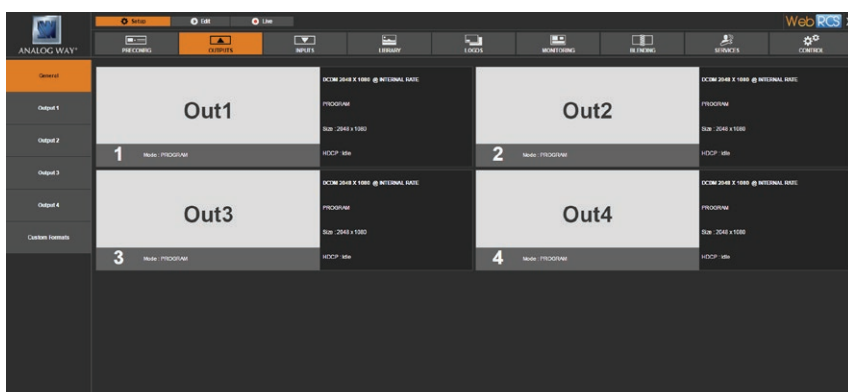 ANALOG WAY®
Setup
Edit
Live
Web RCS
PRECONFIG
OUTPUTS
INPUTS
LIBRARY
LOGOS
MONITORING
BLENDING
SERVICES
CONTROL
General
Output 1
Output 2
Output 3
Output 4
Custom Formats
Out1
1 Mode : PROGRAM
DCDM 2048 X 1080 @ INTERNAL RATE
PROGRAM
Size : 2048 x 1080
HDCP : Idle
Out2
2 Mode : PROGRAM
DCDM 2048 X 1080 @ INTERNAL RATE
PROGRAM
Size : 2048 x 1080
HDCP : Idle
Out3
3 Mode : PROGRAM
DCDM 2048 X 1080 @ INTERNAL RATE
PROGRAM
Size : 2048 x 1080
HDCP : Idle
Out4
4 Mode : PROGRAM
DCDM 2048 X 1080 @ INTERNAL RATE
PROGRAM
Size : 2048 x 1080
HDCP : Idle